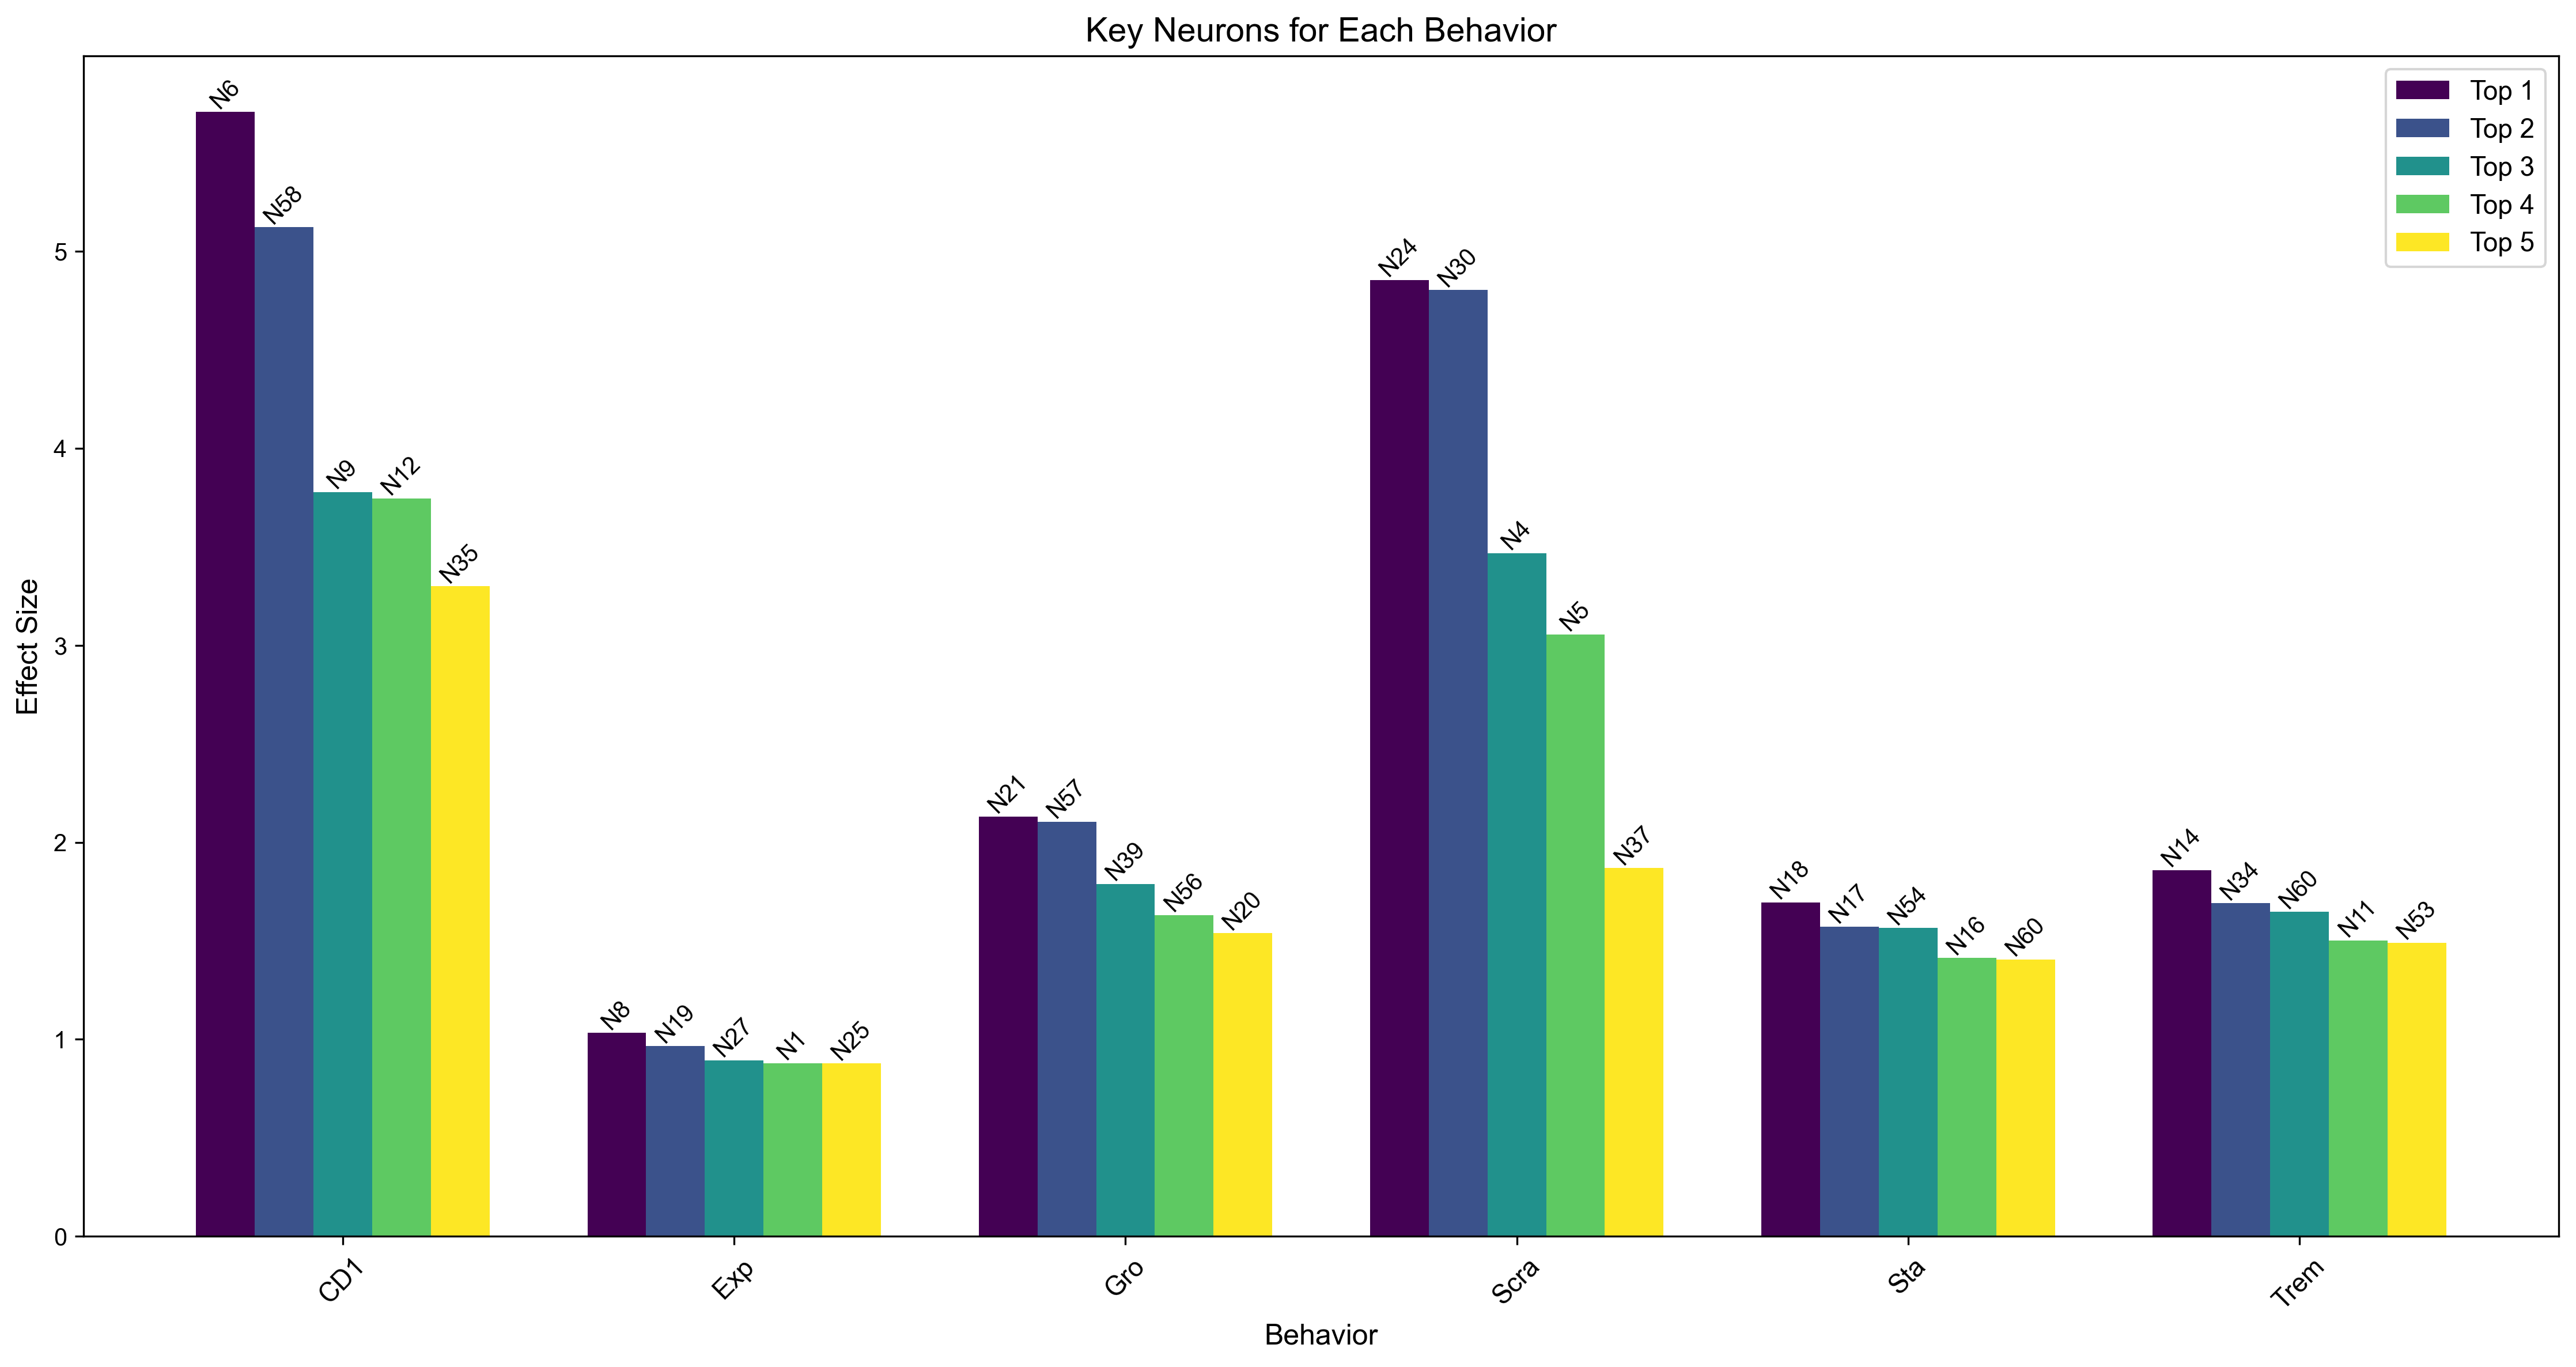 Key Neurons for Each Behavior
Top 1
Top 2
Top 3
Top 4
Top 5
Effect Size
5
4
3
2
1
0
N6
N58
N9
N12
N35
N8
N19
N27
N1
N25
N21
N57
N39
N56
N20
N24
N30
N4
N5
N37
N18
N17
N54
N16
N60
N14
N34
N60
N11
N53
CD1
Exp
Gro
Scra
Sta
Trem
Behavior